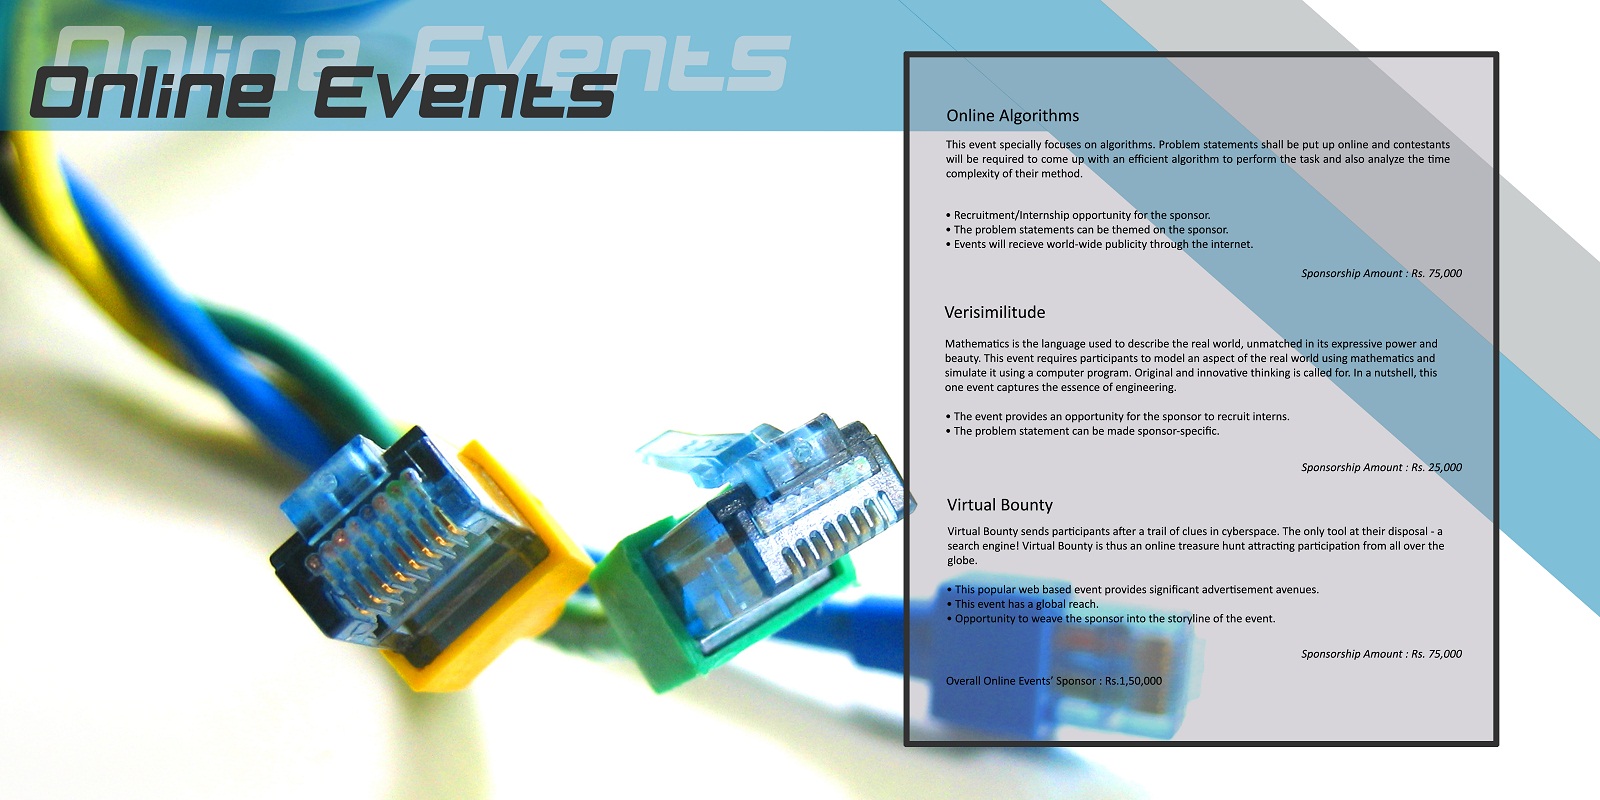 Online Events
Online Events
Online Algorithms
This event specially focuses on algorithms. Problem statements shall be put up online and contestants
will be required to come up with an efficient algorithm to perform the task and also analyze the time
complexity of their method.
• Recruitment/Internship opportunity for the sponsor.
• The problem statements can be themed on the sponsor.
• Events will recieve world-wide publicity through the internet.
Sponsorship Amount : Rs. 75,000
Verisimilitude
Mathematics is the language used to describe the real world, unmatched in its expressive power and
beauty. This event requires participants to model an aspect of the real world using mathematics and
simulate it using a computer program. Original and innovative thinking is called for. In a nutshell, this
one event captures the essence of engineering.
• The event provides an opportunity for the sponsor to recruit interns.
• The problem statement can be made sponsor-specific.
Sponsorship Amount : Rs. 25,000
Virtual Bounty
Virtual Bounty sends participants after a trail of clues in cyberspace. The only tool at their disposal - a
search engine! Virtual Bounty is thus an online treasure hunt attracting participation from all over the
globe.
• This popular web based event provides significant advertisement avenues.
• This event has a global reach.
• Opportunity to weave the sponsor into the storyline of the event.
Sponsorship Amount : Rs. 75,000
Overall Online Events’ Sponsor : Rs.1,50,000